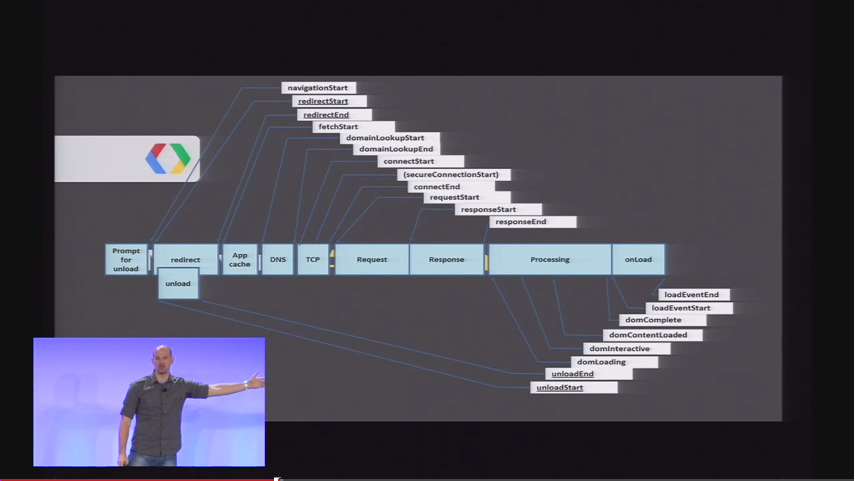 navigationStart
redirectStart
redirectEnd
fetchStart
domainLookupStart
domainLookupEnd
connectStart
(secureConnectionStart)
connectEnd
requestStart
responseStart
responseEnd
Prompt
for
unload
redirect
unload
App
cache
DNS
TCP
Request
Response
Processing
onLoad
loadEventEnd
loadEventStart
domComplete
domContentLoaded
domInteractive
domLoading
unloadEnd
unloadStart